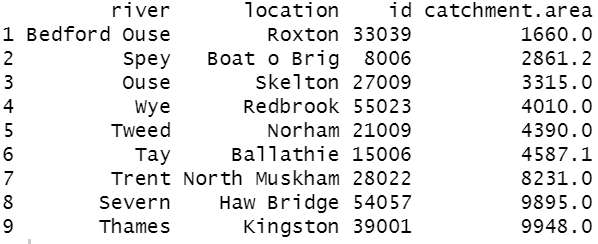 river location id catchment.area
1 Bedford Ouse Roxton 33039 1660.0
2 Spey Boat o Brig 8006 2861.2
3 Ouse Skelton 27009 3315.0
4 Wye Redbrook 55023 4010.0
5 Tweed Norham 21009 4390.0
6 Tay Ballathie 15006 4587.1
7 Trent North Muskham 28022 8231.0
8 Severn Haw Bridge 54057 9895.0
9 Thames Kingston 39001 9948.0